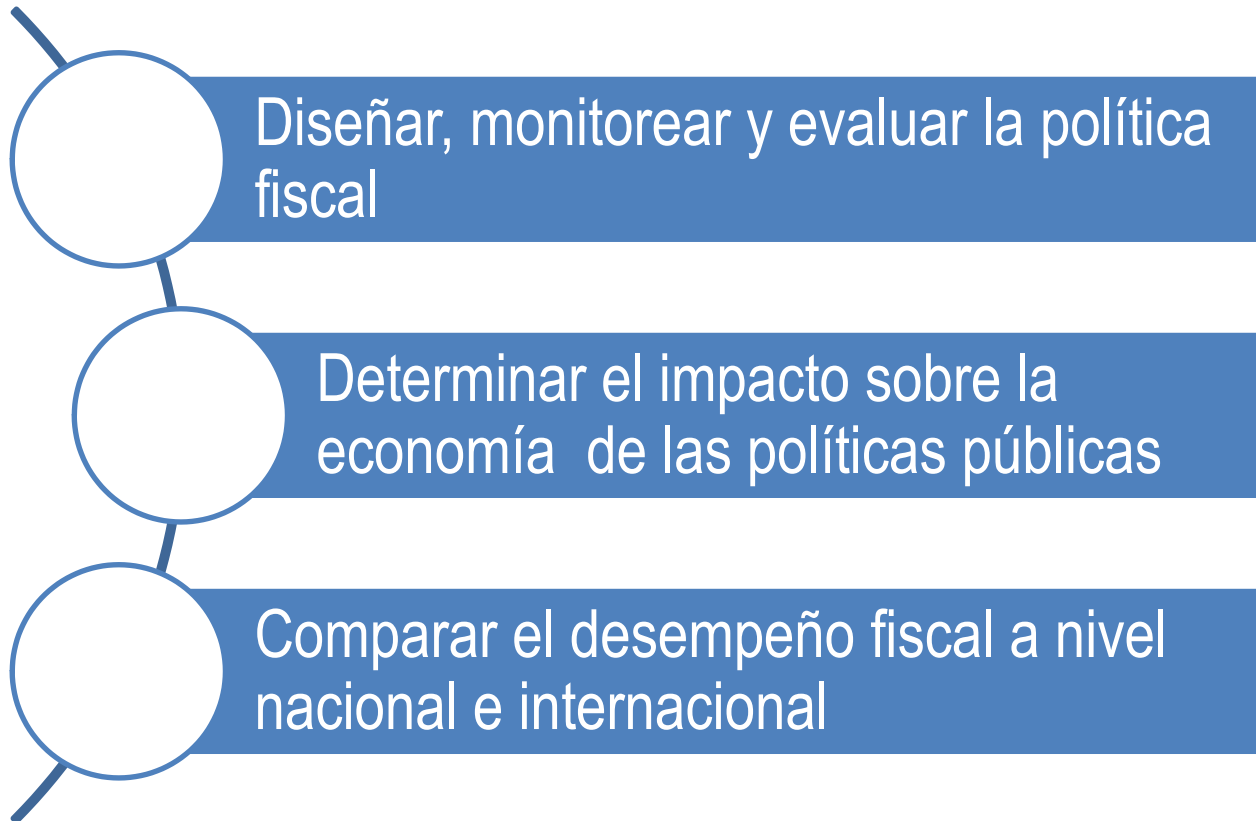 Diseñar, monitorear y evaluar la política
fiscal
Determinar el impacto sobre la
economía  de las políticas públicas
Comparar el desempeño fiscal a nivel
nacional e internacional